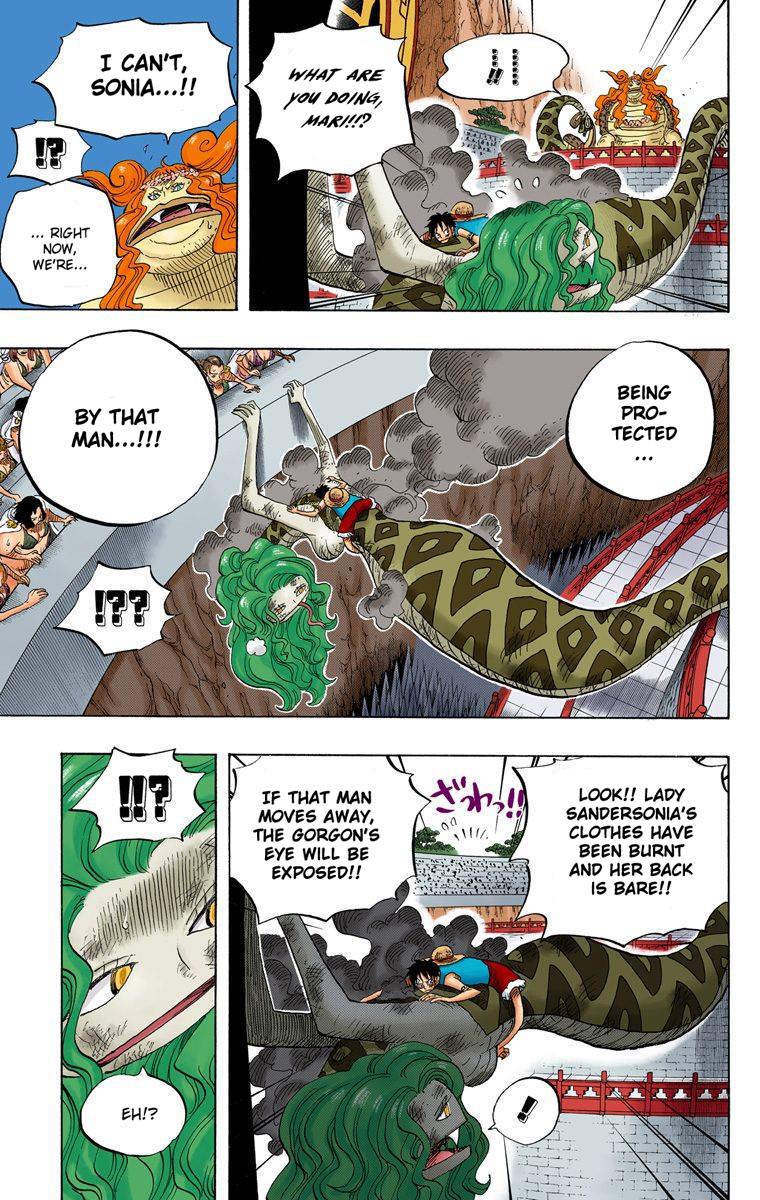 !!
WHAT ARE
YOU DOING,
MARI!!!?
I CAN'T,
SONIA...!!
!?
... RIGHT
NOW,
WE'RE...
BEING
PRO-
TECTED
...
BY THAT
MAN...!!!
!??
LOOK!! LADY
SANDERSONIA'S
CLOTHES HAVE
BEEN BURNT
AND HER BACK
IS BARE!!
ざわっ!!
IF THAT MAN
MOVES AWAY,
THE GORGON'S
EYE WILL BE
EXPOSED!!
!
!!?
EH!?